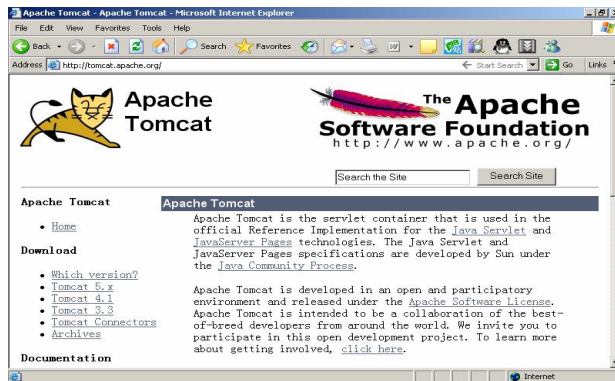 Apache Tomcat - Apache Tomcat - Microsoft Internet Explorer
File Edit View Favorites Tools Help
Back Search Favorites
Address http://tomcat.apache.org/ Start Search Go Links
Apache
Tomcat
The Apache
Software Foundation
http://www.apache.org/
Search the Site Search Site
Apache Tomcat
Home
Download
Which version?
Tomcat 5.x
Tomcat 4.1
Tomcat 3.3
Tomcat Connectors
Archives
Documentation
Apache Tomcat
Apache Tomcat is the servlet container that is used in the
official Reference Implementation for the Java Servlet and
JavaServer Pages technologies. The Java Servlet and
JavaServer Pages specifications are developed by Sun under
the Java Community Process.
Apache Tomcat is developed in an open and participatory
environment and released under the Apache Software License.
Apache Tomcat is intended to be a collaboration of the best-
of-breed developers from around the world. We invite you to
participate in this open development project. To learn more
about getting involved, click here.
Internet